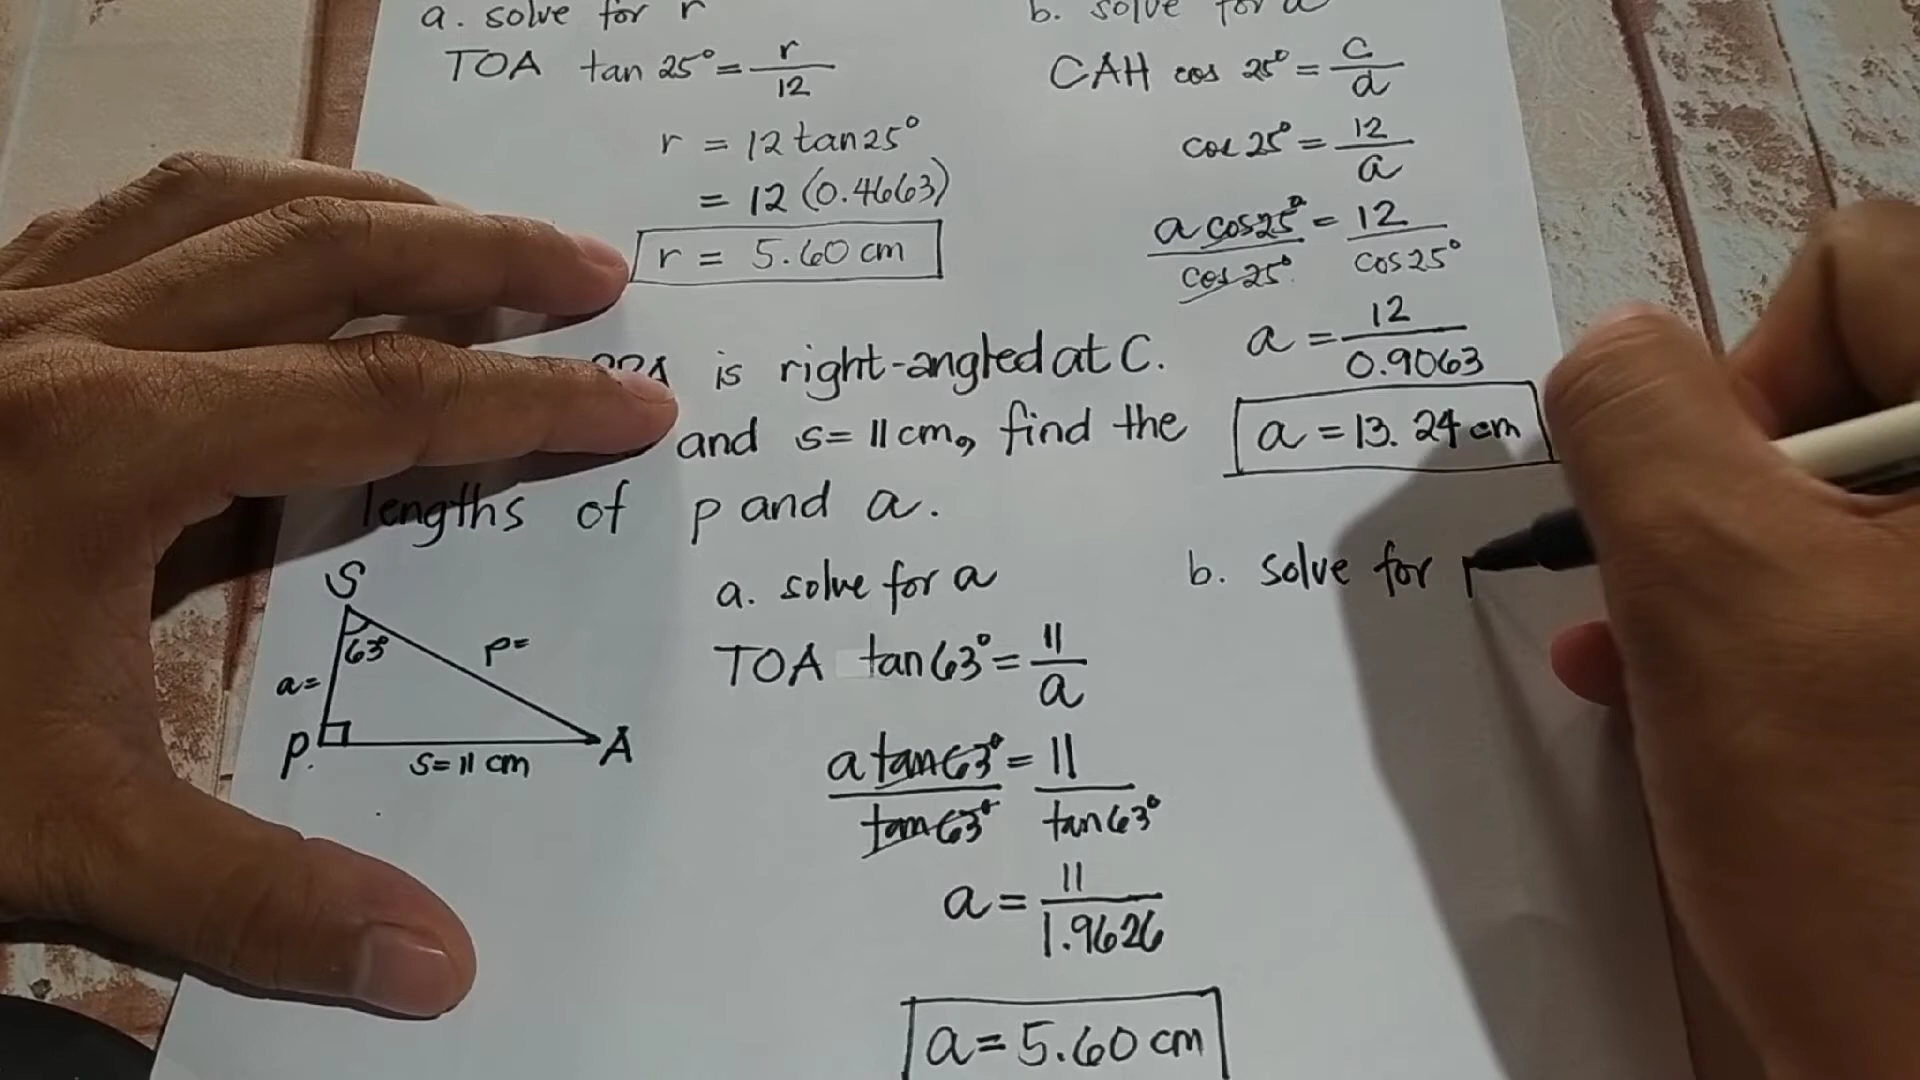 a. solve for r
TOA tan 25° = r/12
r = 12 tan 25°
= 12 (0.4663)
r = 5.60 cm
b. solve for a
CAH cos 25° = c/a
cos 25° = 12/a
a cos 25°/cos 25° = 12/cos 25°
a = 12/0.9063
a = 13.24 cm
is right-angled at C.
and s = 11 cm, find the
lengths of p and a.
S
63°
p=
a=
P.
s = 11 cm
A
a. solve for a
TOA tan 63° = 11/a
a tan 63°/tan 63° = 11/tan 63°
a = 11/1.9626
a = 5.60 cm
b. solve for